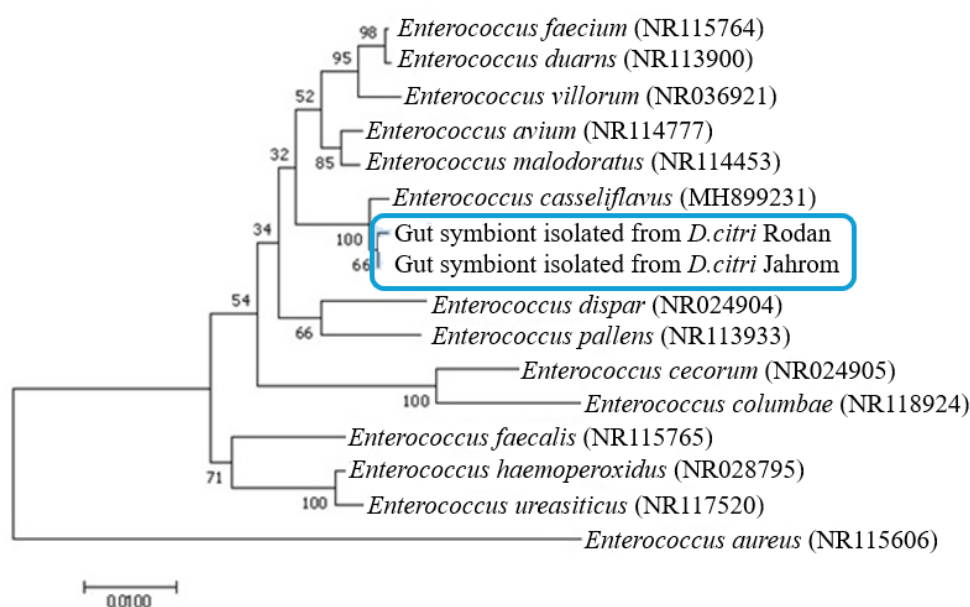 98
Enterococcus faecium (NR115764)
95
Enterococcus duarns (NR113900)
52
Enterococcus villorum (NR036921)
Enterococcus avium (NR114777)
32
85
Enterococcus malodoratus (NR114453)
Enterococcus casseliflavus (MH899231)
34
100
Gut symbiont isolated from D.citri Rodan
66
Gut symbiont isolated from D.citri Jahrom
54
Enterococcus dispar (NR024904)
66
Enterococcus pallens (NR113933)
Enterococcus cecorum (NR024905)
100
Enterococcus columbae (NR118924)
Enterococcus faecalis (NR115765)
71
Enterococcus haemoperoxidus (NR028795)
100
Enterococcus ureasiticus (NR117520)
Enterococcus aureus (NR115606)
0.0100